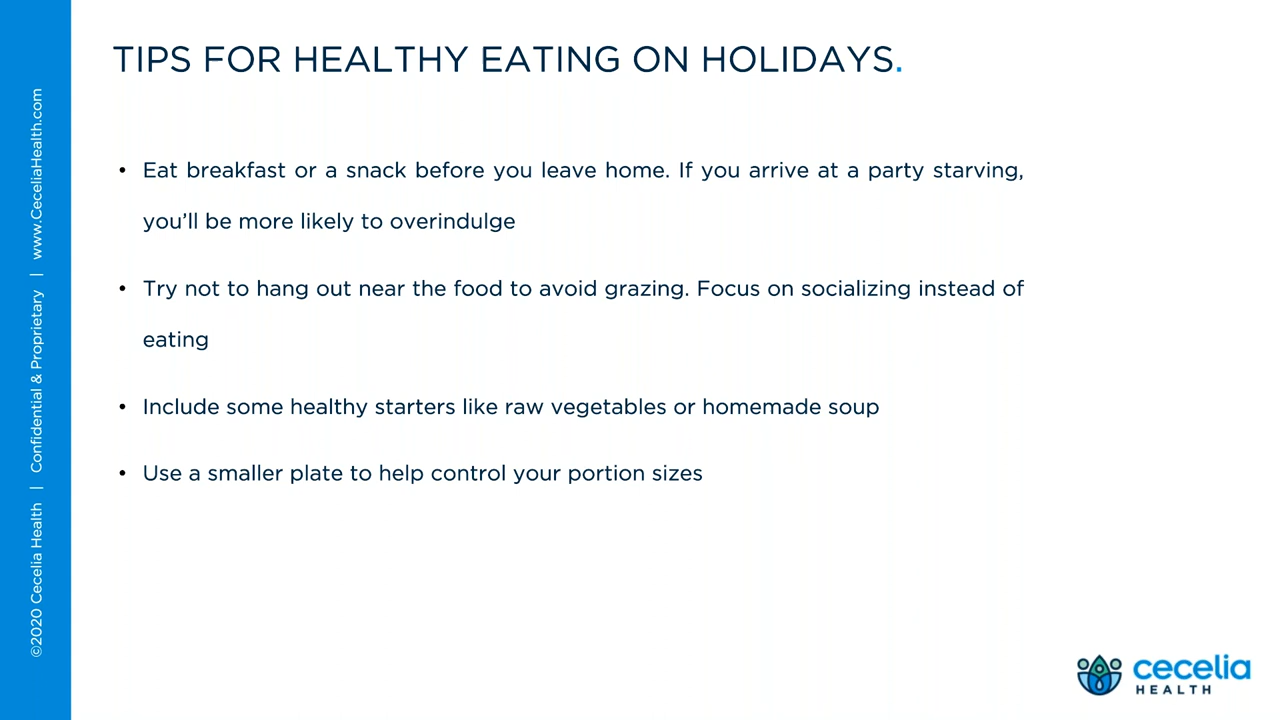 TIPS FOR HEALTHY EATING ON HOLIDAYS.
• Eat breakfast or a snack before you leave home. If you arrive at a party starving,
you’ll be more likely to overindulge
• Try not to hang out near the food to avoid grazing. Focus on socializing instead of
eating
• Include some healthy starters like raw vegetables or homemade soup
• Use a smaller plate to help control your portion sizes
©2020 Cecelia Health | Confidential & Proprietary | www.CeceliaHealth.com
cecelia
HEALTH